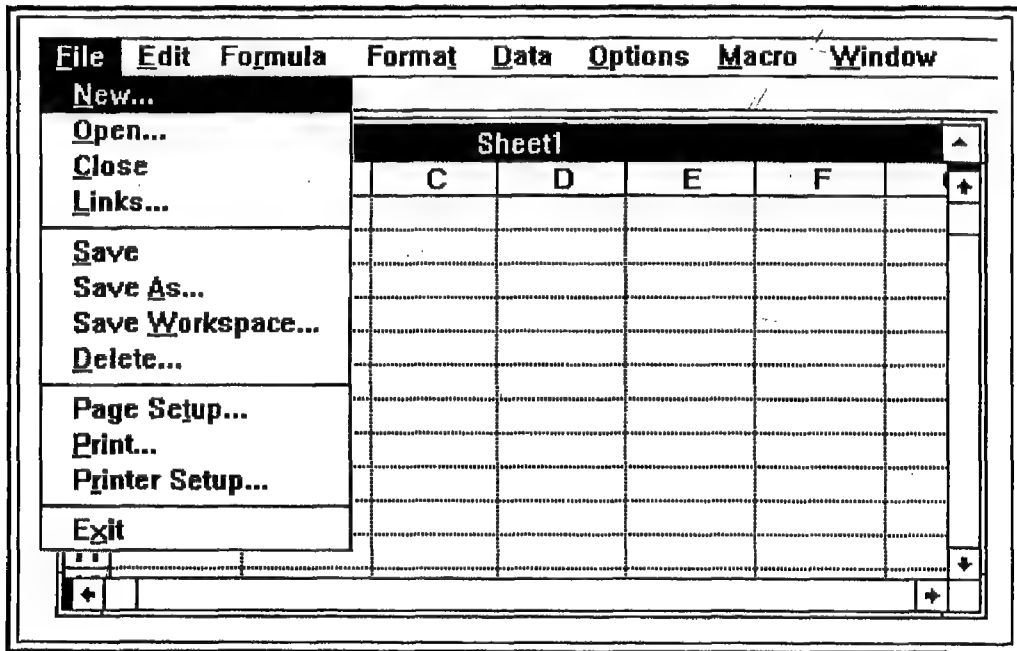 File Edit Formula Format Data Options Macro Window
New...
Open...
Close
Links...
Save
Save As...
Save Workspace...
Delete...
Page Setup...
Print...
Printer Setup...
Exit
Sheet1
C D E F